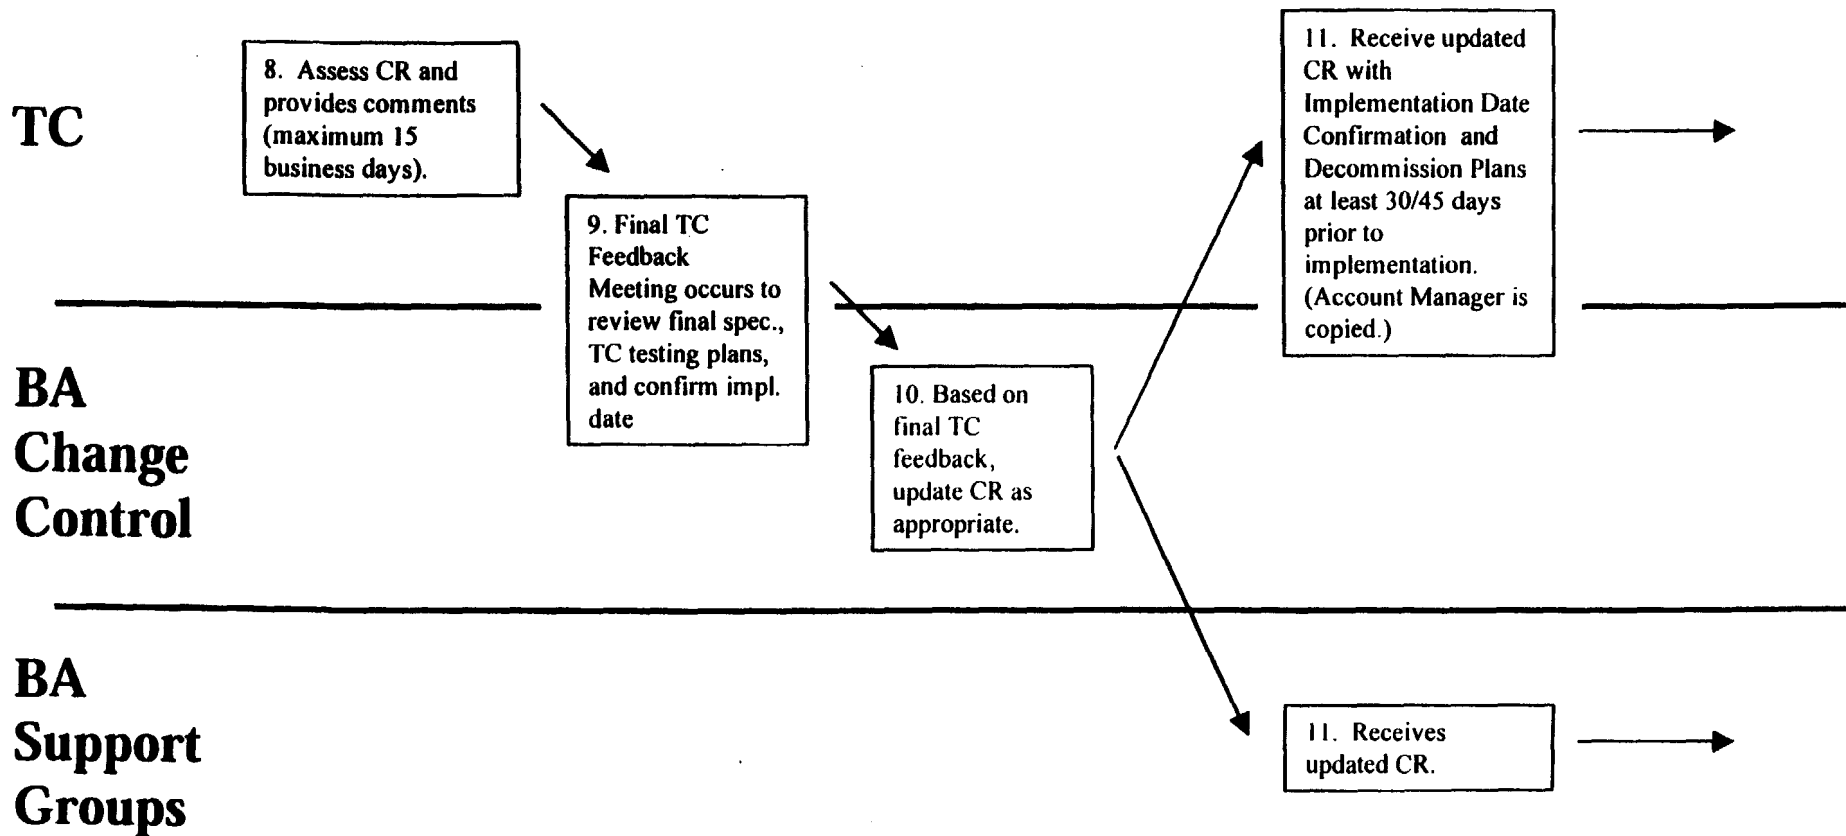 TC
8. Assess CR and
provides comments
(maximum 15
business days).
9. Final TC
Feedback
Meeting occurs to
review final spec.,
TC testing plans,
and confirm impl.
date
11. Receive updated
CR with
Implementation Date
Confirmation and
Decommission Plans
at least 30/45 days
prior to
implementation.
(Account Manager is
copied.)
BA
Change
Control
10. Based on
final TC
feedback,
update CR as
appropriate.
BA
Support
Groups
11. Receives
updated CR.